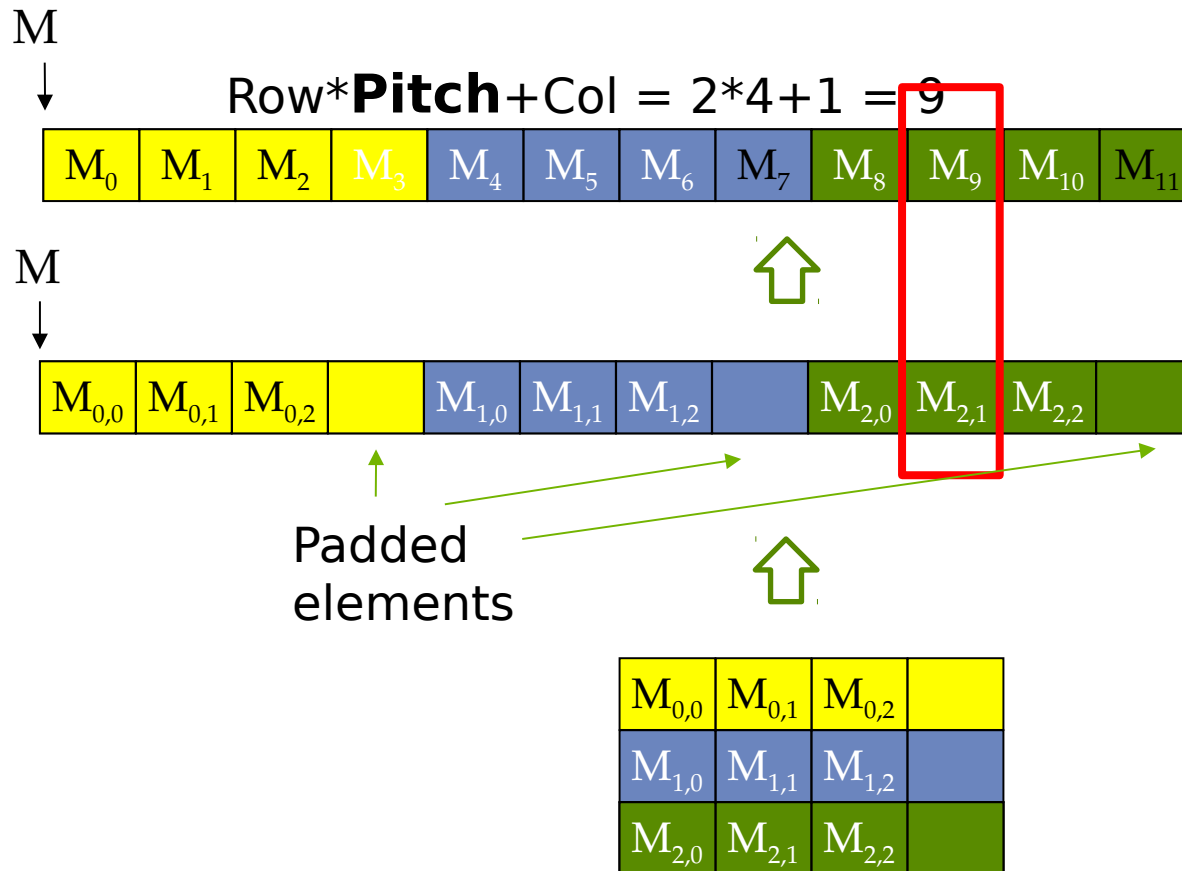 M
Row*Pitch+Col = 2*4+1 = 9
M0 M1 M2 M3 M4 M5 M6 M7 M8 M9 M10 M11
M
M0,0 M0,1 M0,2 M1,0 M1,1 M1,2 M2,0 M2,1 M2,2
Padded
elements
M0,0 M0,1 M0,2
M1,0 M1,1 M1,2
M2,0 M2,1 M2,2